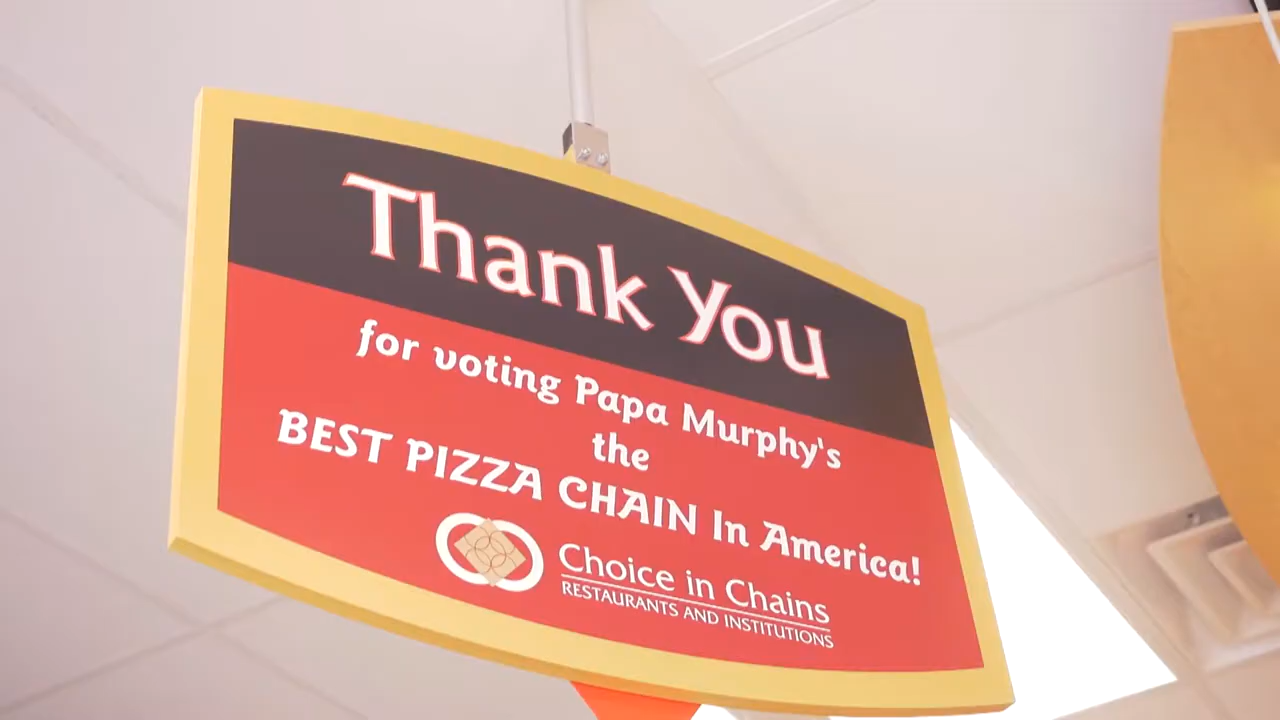 Thank You
for voting Papa Murphy's
the
BEST PIZZA CHAIN In America!
Choice in Chains
RESTAURANTS AND INSTITUTIONS